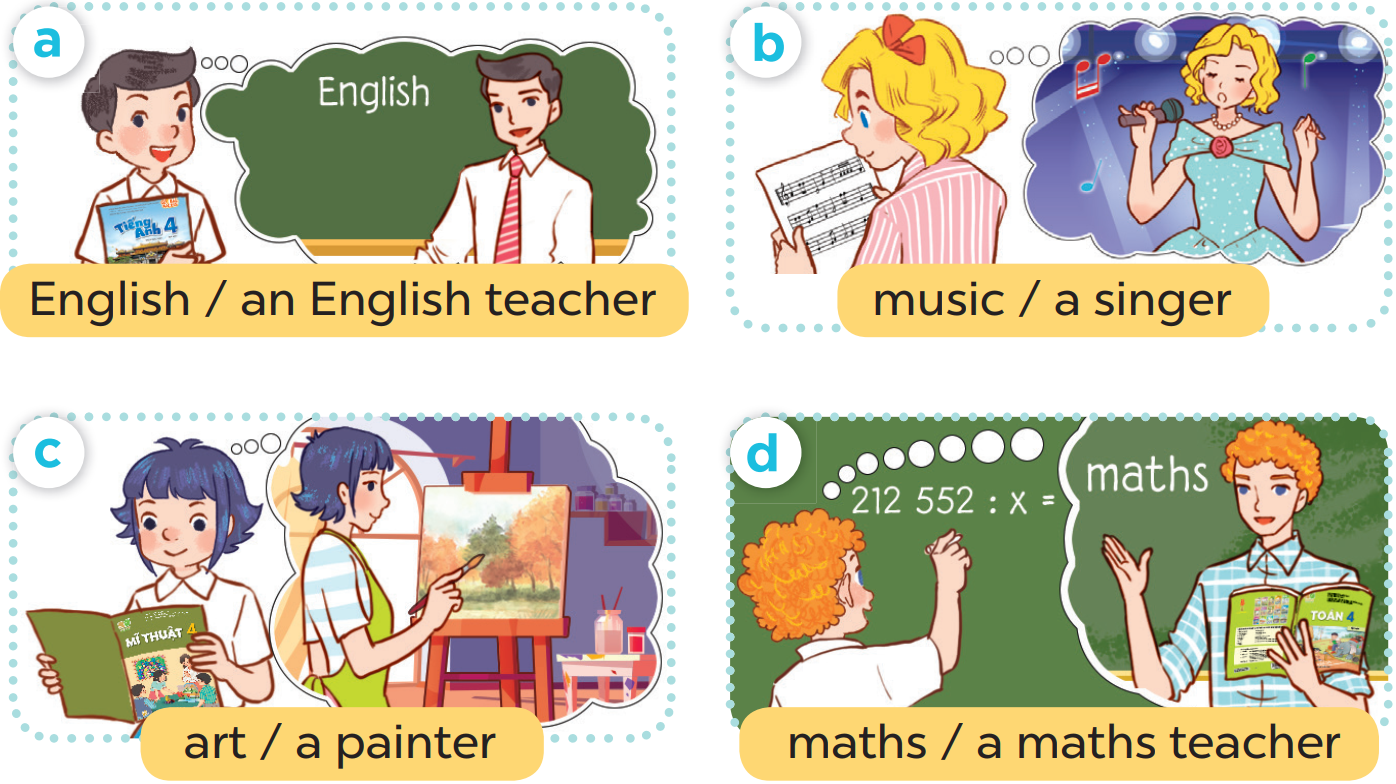 a
English
Tiếng
Anh 4
English / an English teacher
b
music / a singer
c
MĨ THUẬT 4
art / a painter
d
212 552 : x =
maths
TOÁN 4
maths / a maths teacher